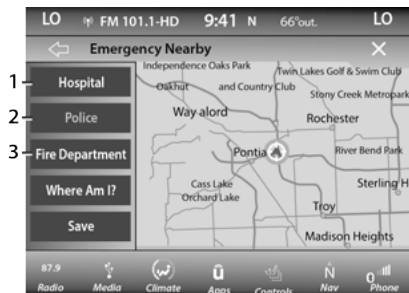 LO FM 101.1-HD 9:41 N 66°out. LO
Emergency Nearby
1 Hospital
2 Police
3 Fire Department
Where Am I?
Save
Independence Oaks Park
Twin Lakes Golf & Swim Club
Oakhut and Country Club
Stony Creek Metropark
Way alord
Rochester
Pontia
River Bend Park
Cass Lake
Orchard Lake
Sterling H
Troy
Madison Heights
87.9
Radio Media Climate Apps Controls Nav Phone